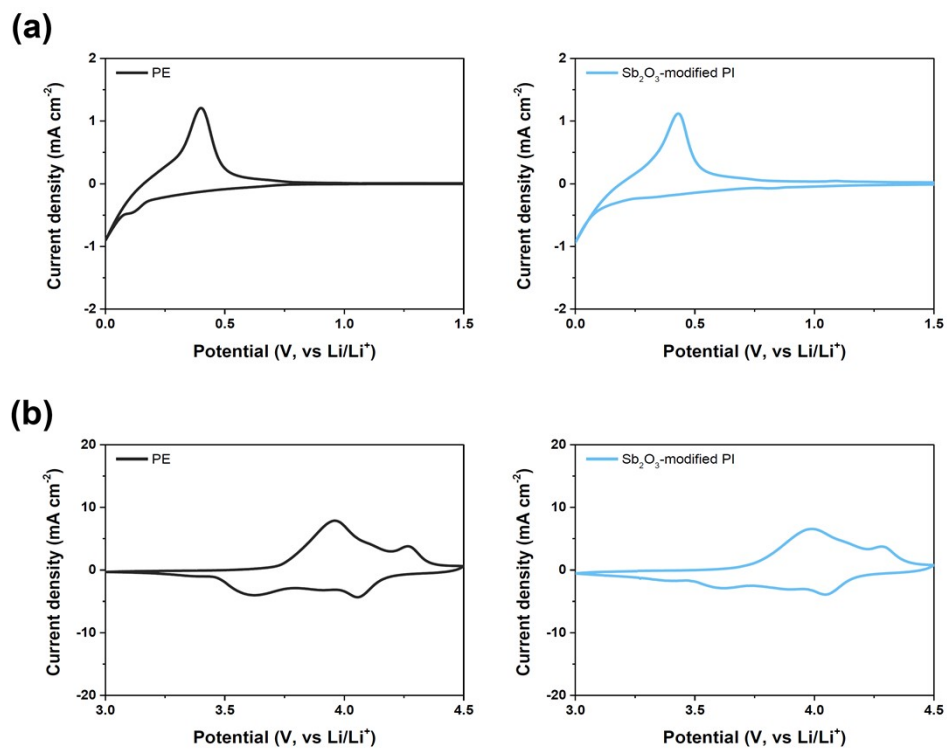 (a)
Current density (mA cm⁻²)
2
1
0
-1
-2
PE
0.0
0.5
1.0
1.5
Potential (V, vs Li/Li⁺)
Current density (mA cm⁻²)
2
1
0
-1
-2
Sb₂O₃-modified PI
0.0
0.5
1.0
1.5
Potential (V, vs Li/Li⁺)
(b)
Current density (mA cm⁻²)
20
10
0
-10
-20
PE
3.0
3.5
4.0
4.5
Potential (V, vs Li/Li⁺)
Current density (mA cm⁻²)
20
10
0
-10
-20
Sb₂O₃-modified PI
3.0
3.5
4.0
4.5
Potential (V, vs Li/Li⁺)